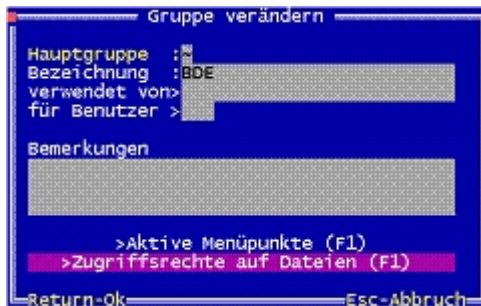 Gruppe verändern
Hauptgruppe :~
Bezeichnung :BDE
verwendet von>
für Benutzer >
Bemerkungen
>Aktive Menüpunkte (F1)
>Zugriffsrechte auf Dateien (F1)
Return-Ok Esc-Abbruch